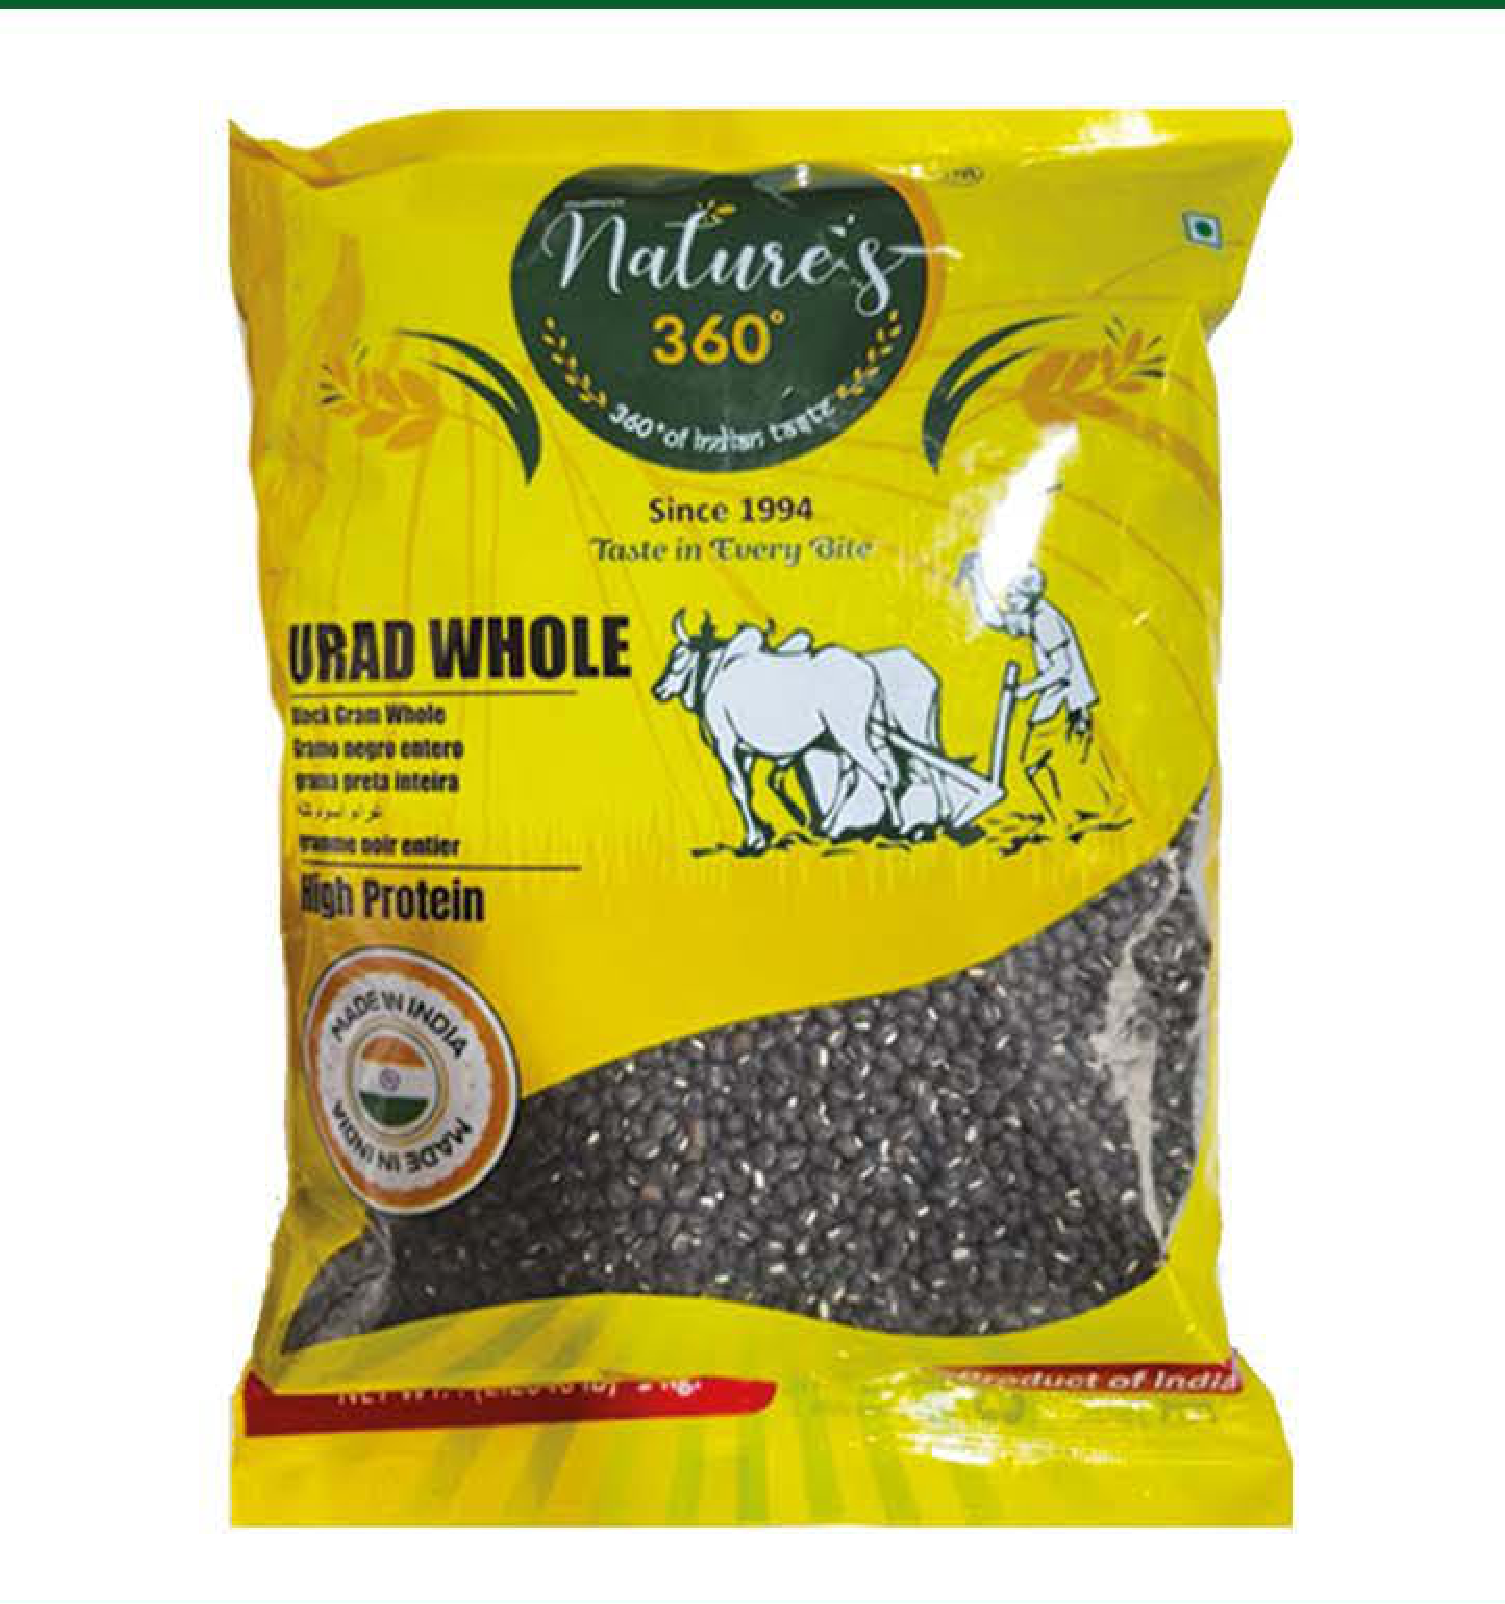 Nature's
360°
360° of Indian taste
Since 1994
Taste in Every Bite
URAD WHOLE
Black Gram Whole
Gramo negro entero
grama preta inteira
gramme noir entier
High Protein
MADE IN INDIA
MADE IN INDIA
Product of India